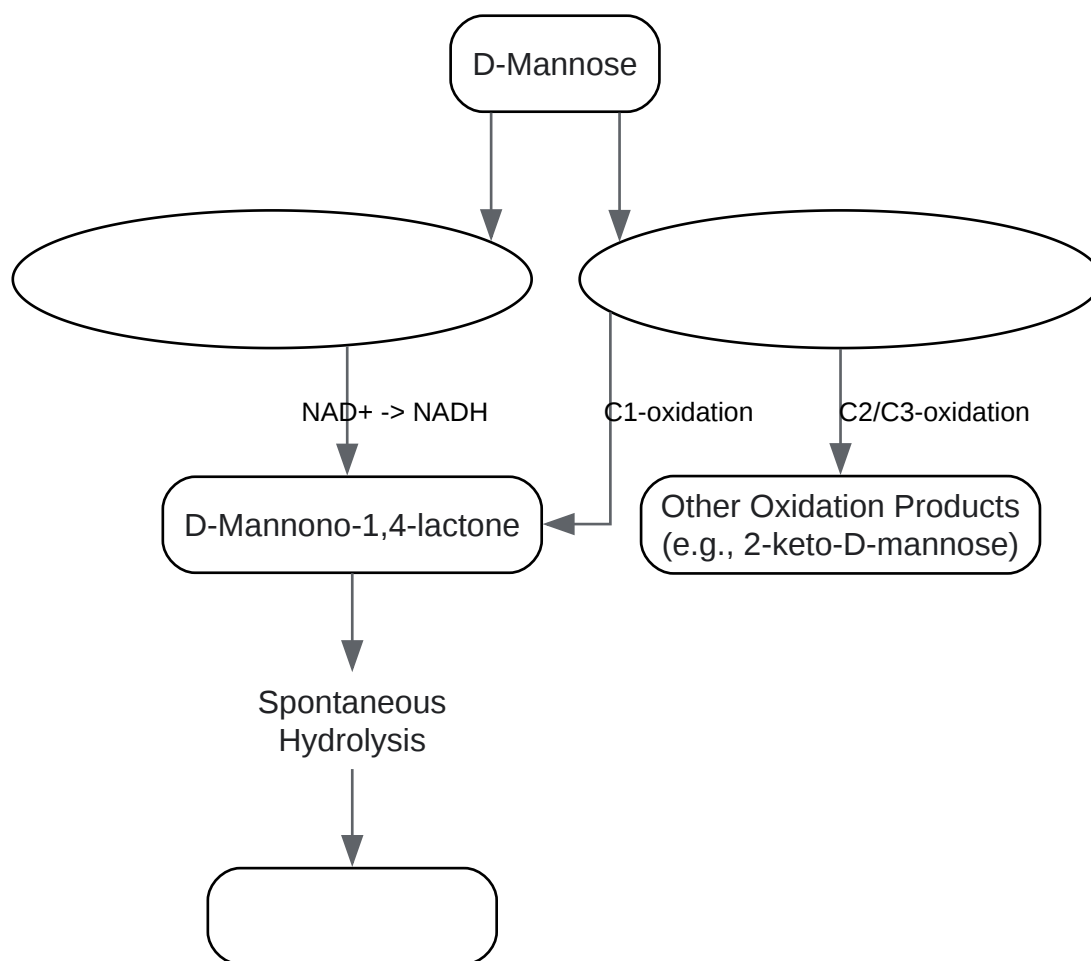 D-Mannose
NAD+ -> NADH
C1-oxidation
C2/C3-oxidation
D-Mannono-1,4-lactone
Other Oxidation Products
(e.g., 2-keto-D-mannose)
Spontaneous
Hydrolysis